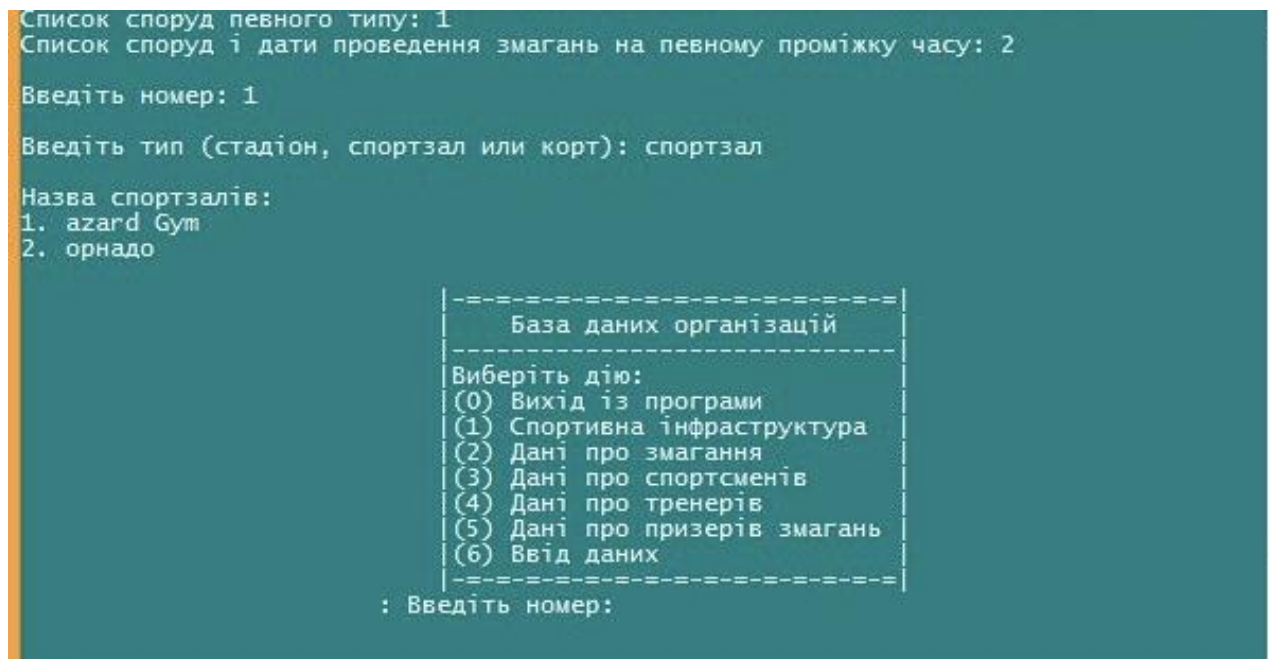 Список споруд певного типу: 1
Список споруд і дати проведення змагань на певному проміжку часу: 2
Введіть номер: 1
Введіть тип (стадіон, спортзал или корт): спортзал
Назва спортзалів:
1. azard Gym
2. орнадо
|-=-=-=-=-=-=-=-=-=-=-=-=-=-=-=|
| База даних організацій |
|------------------------------|
|Виберіть дію: |
|(0) Вихід із програми |
|(1) Спортивна інфраструктура |
|(2) Дані про змагання |
|(3) Дані про спортсменів |
|(4) Дані про тренерів |
|(5) Дані про призерів змагань |
|(6) Ввід даних |
|-=-=-=-=-=-=-=-=-=-=-=-=-=-=-=|
: Введіть номер: